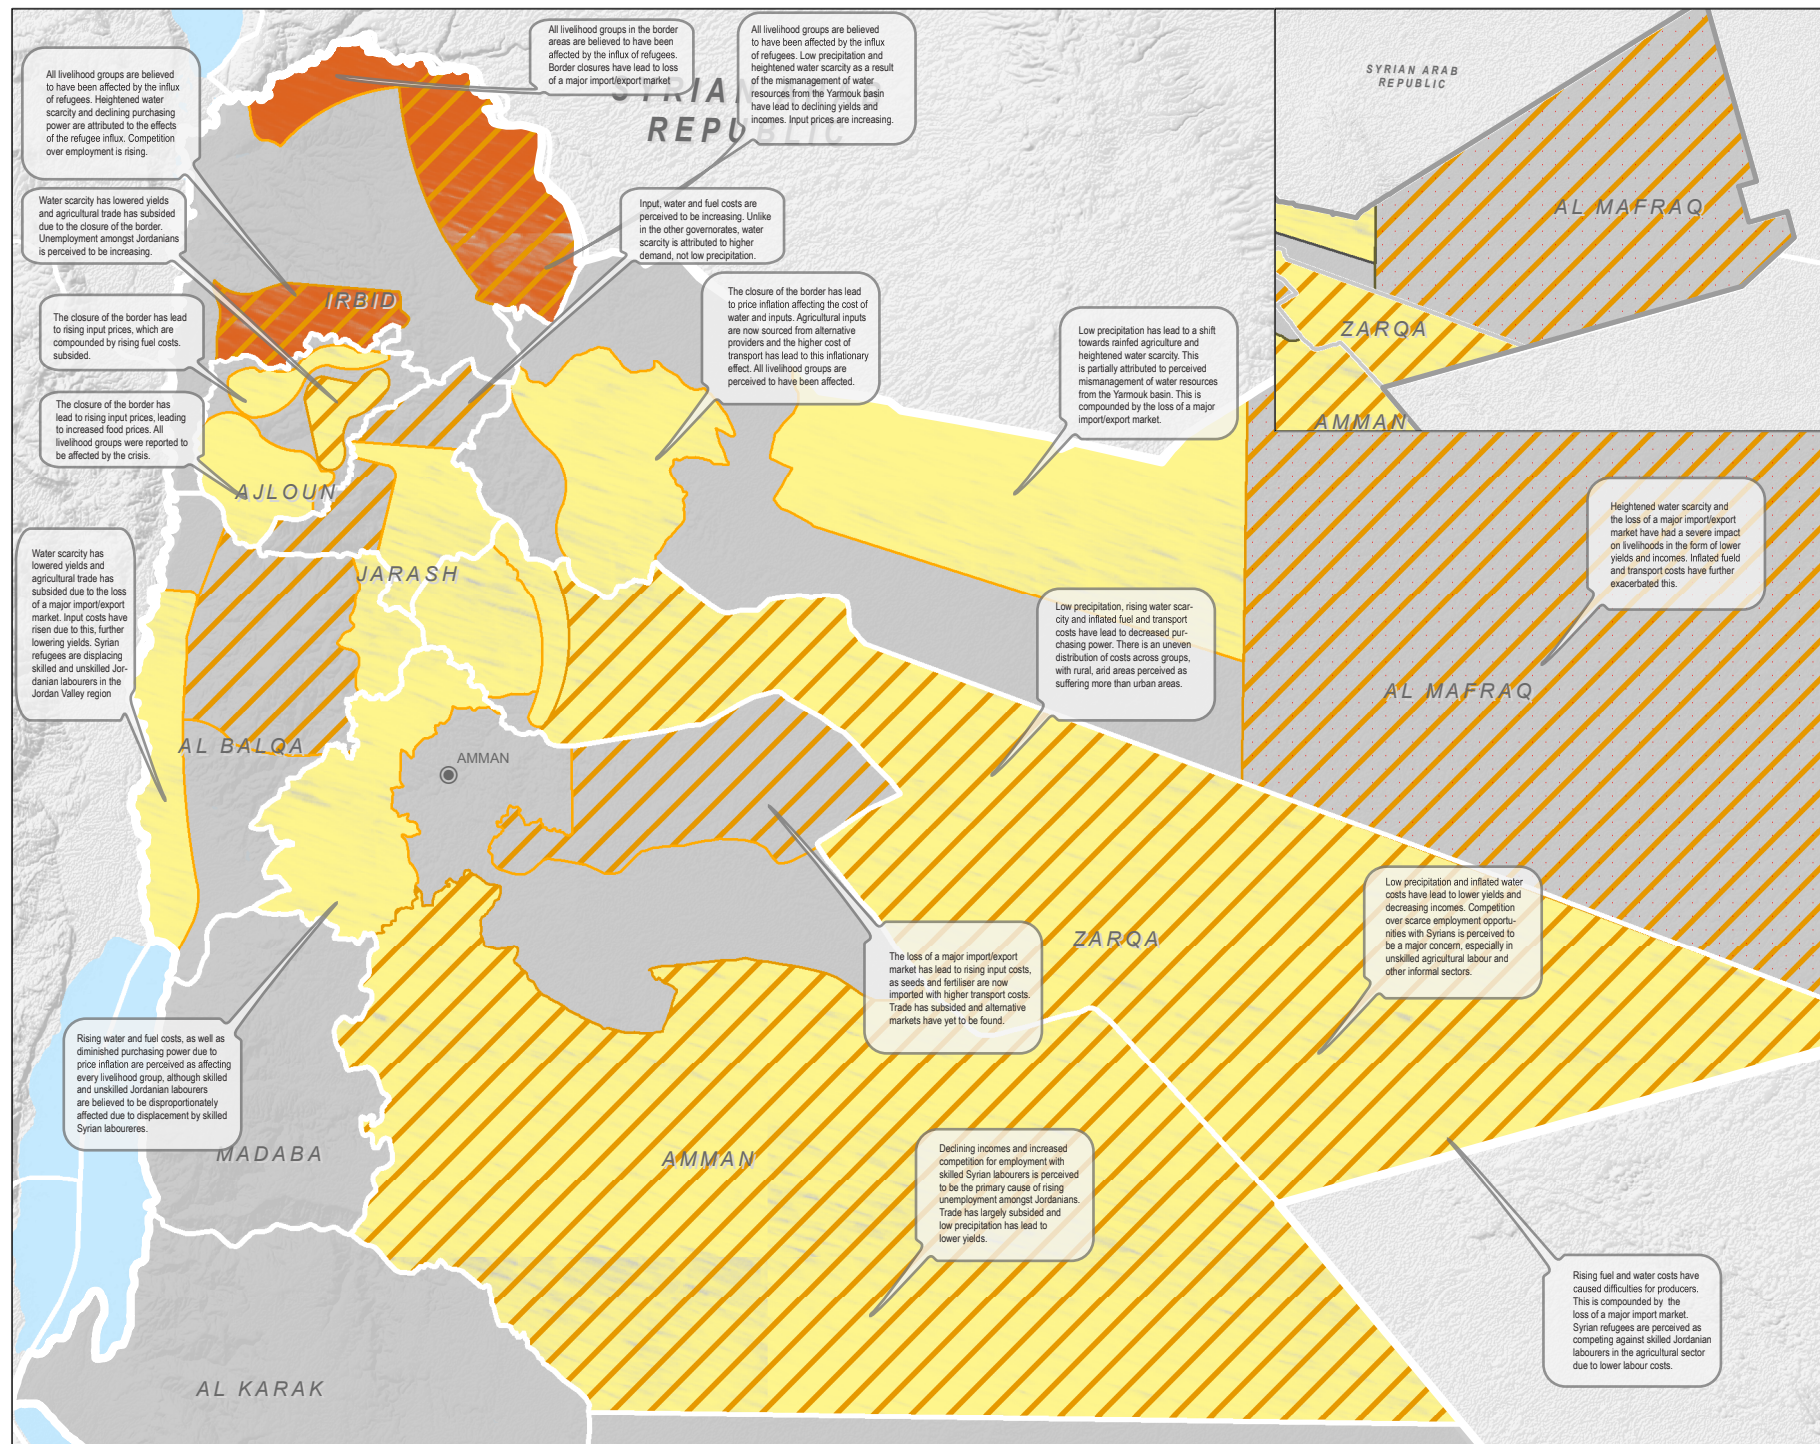 All livelihood groups are believed
to have been affected by the influx
of refugees. Heightened water
scarcity and declining purchasing
power are attributed to the effects
of the refugee influx. Competition
over employment is rising.
All livelihood groups in the border
areas are believed to have been
affected by the influx of refugees.
Border closures have lead to loss
of a major import/export market
All livelihood groups are believed
to have been affected by the influx
of refugees. Low precipitation and
heightened water scarcity as a result
of the mismanagement of water
resources from the Yarmouk basin
have lead to declining yields and
incomes. Input prices are increasing.
SYRIAN
REPUBLIC
SYRIAN ARAB
REPUBLIC
AL MAFRAQ
ZARQA
AMMAN
Water scarcity has lowered yields
and agricultural trade has subsided
due to the closure of the border.
Unemployment amongst Jordanians
is perceived to be increasing.
Input, water and fuel costs are
perceived to be increasing. Unlike
in the other governorates, water
scarcity is attributed to higher
demand, not low precipitation.
The closure of the border has lead
to rising input prices, which are
compounded by rising fuel costs.
subsided.
IRBID
The closure of the border has lead
to price inflation affecting the cost of
water and inputs. Agricultural inputs
are now sourced from alternative
providers and the higher cost of
transport has lead to this inflationary
effect. All livelihood groups are
perceived to have been affected.
Low precipitation has lead to a shift
towards rainfed agriculture and
heightened water scarcity. This
is partially attributed to perceived
mismanagement of water resources
from the Yarmouk basin. This is
compounded by the loss of a major
import/export market.
The closure of the border has
lead to rising input prices, leading
to increased food prices. All
livelihood groups were reported to
be affected by the crisis.
AJLOUN
Heightened water scarcity and
the loss of a major import/export
market have had a severe impact
on livelihoods in the form of lower
yields and incomes. Inflated fueld
and transport costs have further
exacerbated this.
Water scarcity has
lowered yields and
agricultural trade has
subsided due to the loss
of a major import/export
market. Input costs have
risen due to this, further
lowering yields. Syrian
refugees are displacing
skilled and unskilled Jor-
danian labourers in the
Jordan Valley region
JARASH
Low precipitation, rising water scar-
city and inflated fuel and transport
costs have lead to decreased pur-
chasing power. There is an uneven
distribution of costs across groups,
with rural, arid areas perceived as
suffering more than urban areas.
AL MAFRAQ
AL BALQA
AMMAN
Low precipitation and inflated water
costs have lead to lower yields and
decreasing incomes. Competition
over scarce employment opportu-
nities with Syrians is perceived to
be a major concern, especially in
unskilled agricultural labour and
other informal sectors.
ZARQA
The loss of a major import/export
market has lead to rising input costs,
as seeds and fertiliser are now
imported with higher transport costs.
Trade has subsided and alternative
markets have yet to be found.
Rising water and fuel costs, as well as
diminished purchasing power due to
price inflation are perceived as affecting
every livelihood group, although skilled
and unskilled Jordanian labourers
are believed to be disproportionately
affected due to displacement by skilled
Syrian laboureres.
MADABA
AMMAN
Declining incomes and increased
competition for employment with
skilled Syrian labourers is perceived
to be the primary cause of rising
unemployment amongst Jordanians.
Trade has largely subsided and
low precipitation has lead to
lower yields.
Rising fuel and water costs have
caused difficulties for producers.
This is compounded by the
loss of a major import market.
Syrian refugees are perceived as
competing against skilled Jordanian
labourers in the agricultural sector
due to lower labour costs.
AL KARAK